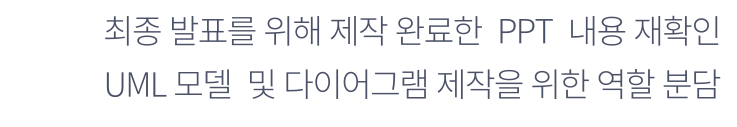 최종 발표를 위해 제작 완료한 PPT 내용 재확인
UML 모델 및 다이어그램 제작을 위한 역할 분담